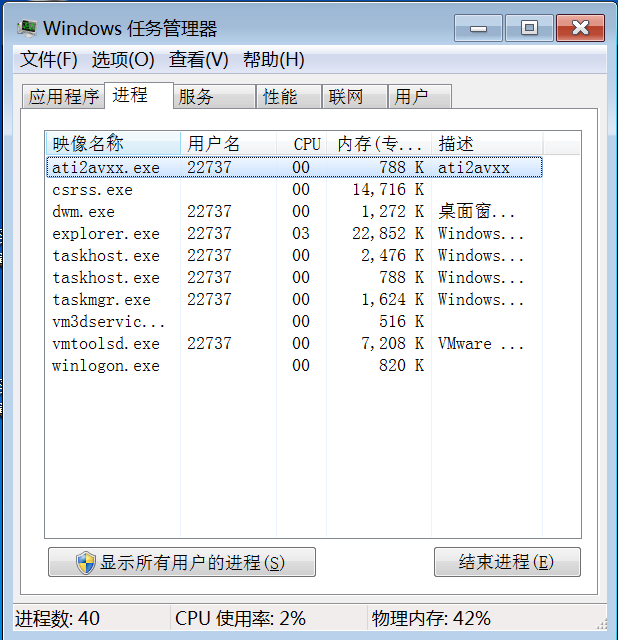 Windows 任务管理器
文件(F) 选项(O) 查看(V) 帮助(H)
应用程序 进程 服务 性能 联网 用户
映像名称 用户名 CPU 内存(专... 描述
ati2avxx.exe 22737 00 788 K ati2avxx
csrss.exe 00 14,716 K
dwm.exe 22737 00 1,272 K 桌面窗...
explorer.exe 22737 03 22,852 K Windows...
taskhost.exe 22737 00 2,476 K Windows...
taskhost.exe 22737 00 788 K Windows...
taskmgr.exe 22737 00 1,624 K Windows...
vm3dservic... 00 516 K
vmtoolsd.exe 22737 00 7,208 K VMware ...
winlogon.exe 00 820 K
显示所有用户的进程(S) 结束进程(E)
进程数: 40 CPU 使用率: 2% 物理内存: 42%